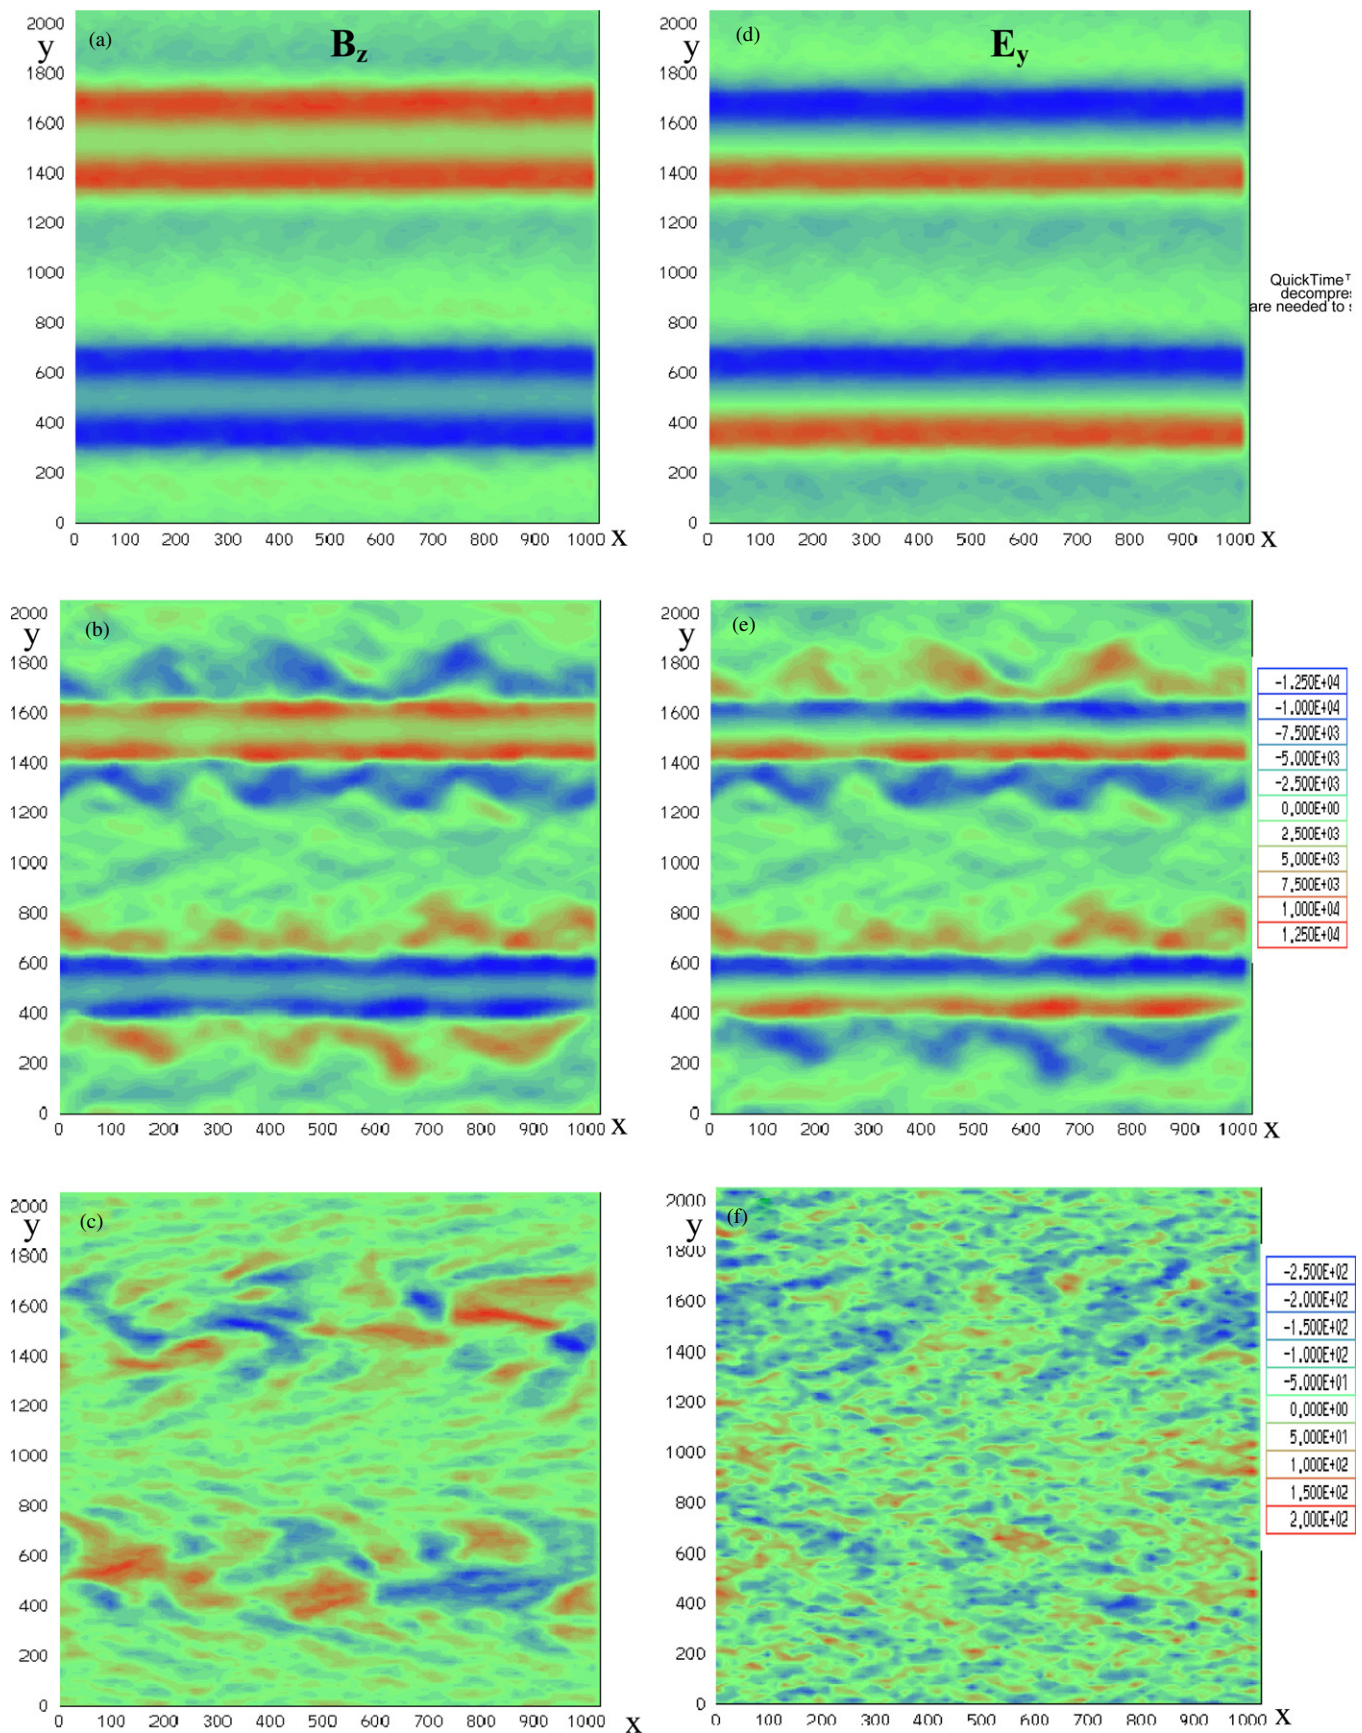 (a)
B_z
y
2000
1800
1600
1400
1200
1000
800
600
400
200
0
0 100 200 300 400 500 600 700 800 900 1000 x
(d)
E_y
y
2000
1800
1600
1400
1200
1000
800
600
400
200
0
0 100 200 300 400 500 600 700 800 900 1000 x
QuickTime™
decompres
are needed to s
(b)
y
2000
1800
1600
1400
1200
1000
800
600
400
200
0
0 100 200 300 400 500 600 700 800 900 1000 x
(e)
y
2000
1800
1600
1400
1200
1000
800
600
400
200
0
0 100 200 300 400 500 600 700 800 900 1000 x
-1.250E+04
-1.000E+04
-7.500E+03
-5.000E+03
-2.500E+03
0.000E+00
2.500E+03
5.000E+03
7.500E+03
1.000E+04
1.250E+04
(c)
y
2000
1800
1600
1400
1200
1000
800
600
400
200
0
0 100 200 300 400 500 600 700 800 900 1000 x
(f)
y
2000
1800
1600
1400
1200
1000
800
600
400
200
0
0 100 200 300 400 500 600 700 800 900 1000 x
-2.500E+02
-2.000E+02
-1.500E+02
-1.000E+02
-5.000E+01
0.000E+00
5.000E+01
1.000E+02
1.500E+02
2.000E+02